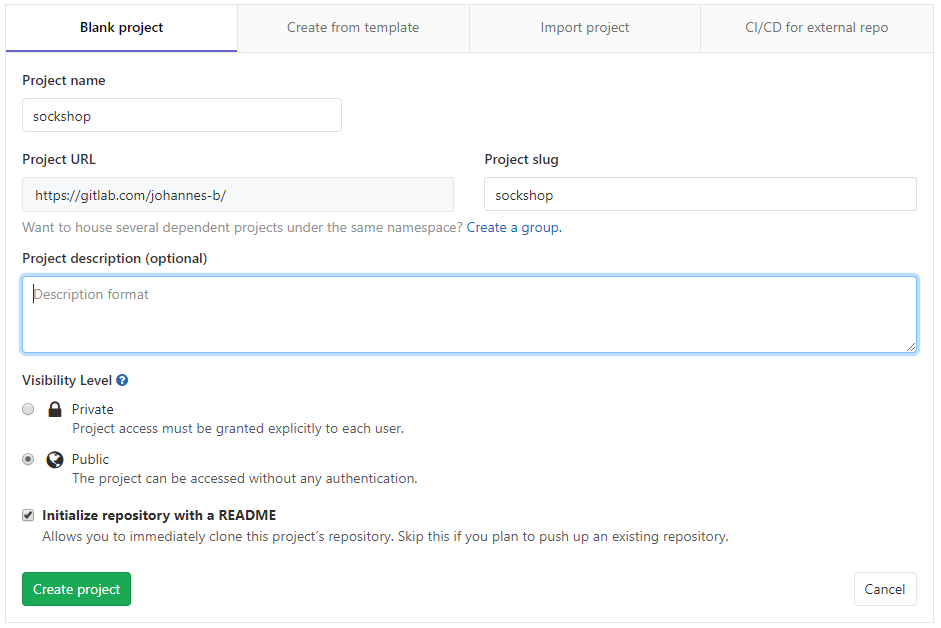 Blank project
Create from template
Import project
CI/CD for external repo
Project name
sockshop
Project URL
Project slug
https://gitlab.com/johannes-b/
sockshop
Want to house several dependent projects under the same namespace? Create a group.
Project description (optional)
Description format
Visibility Level ?
Private
Project access must be granted explicitly to each user.
Public
The project can be accessed without any authentication.
Initialize repository with a README
Allows you to immediately clone this project's repository. Skip this if you plan to push up an existing repository.
Create project
Cancel